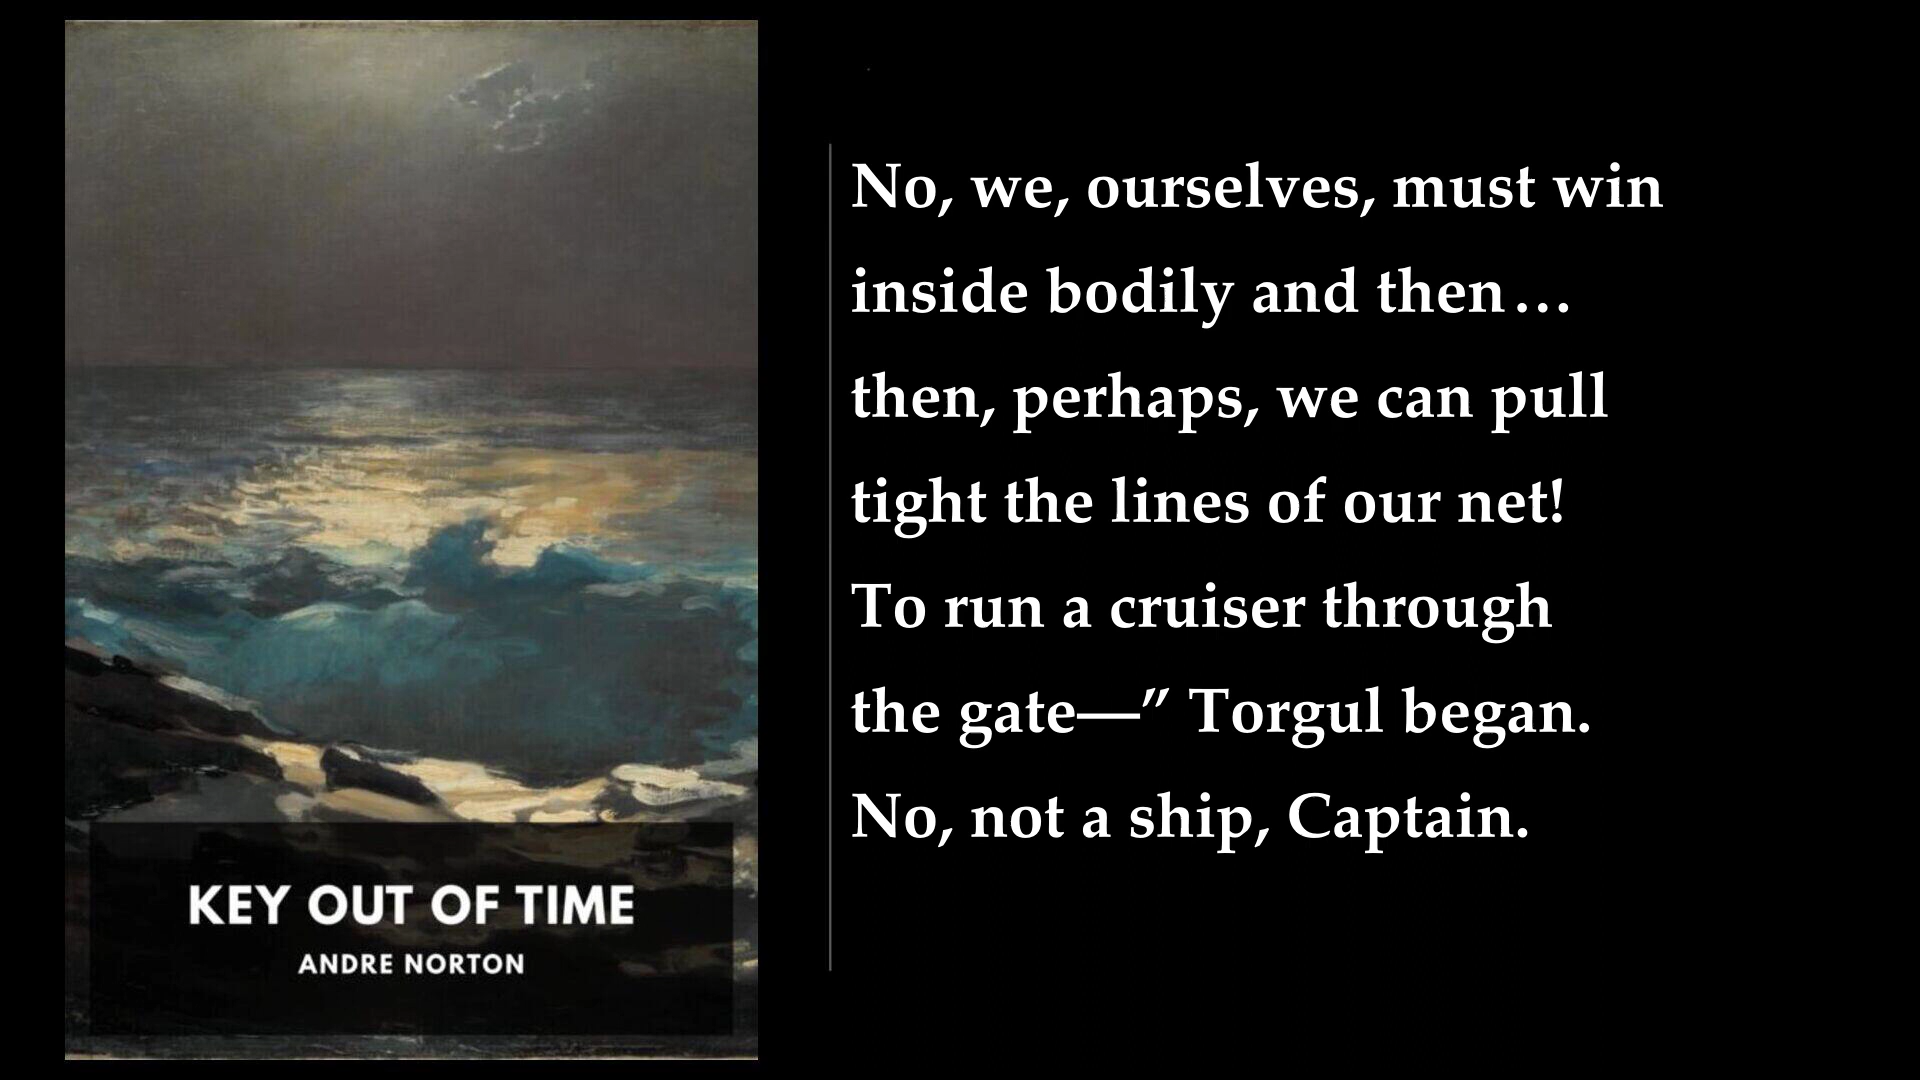 KEY OUT OF TIME
ANDRE NORTON
No, we, ourselves, must win
inside bodily and then…
then, perhaps, we can pull
tight the lines of our net!
To run a cruiser through
the gate—” Torgul began.
No, not a ship, Captain.